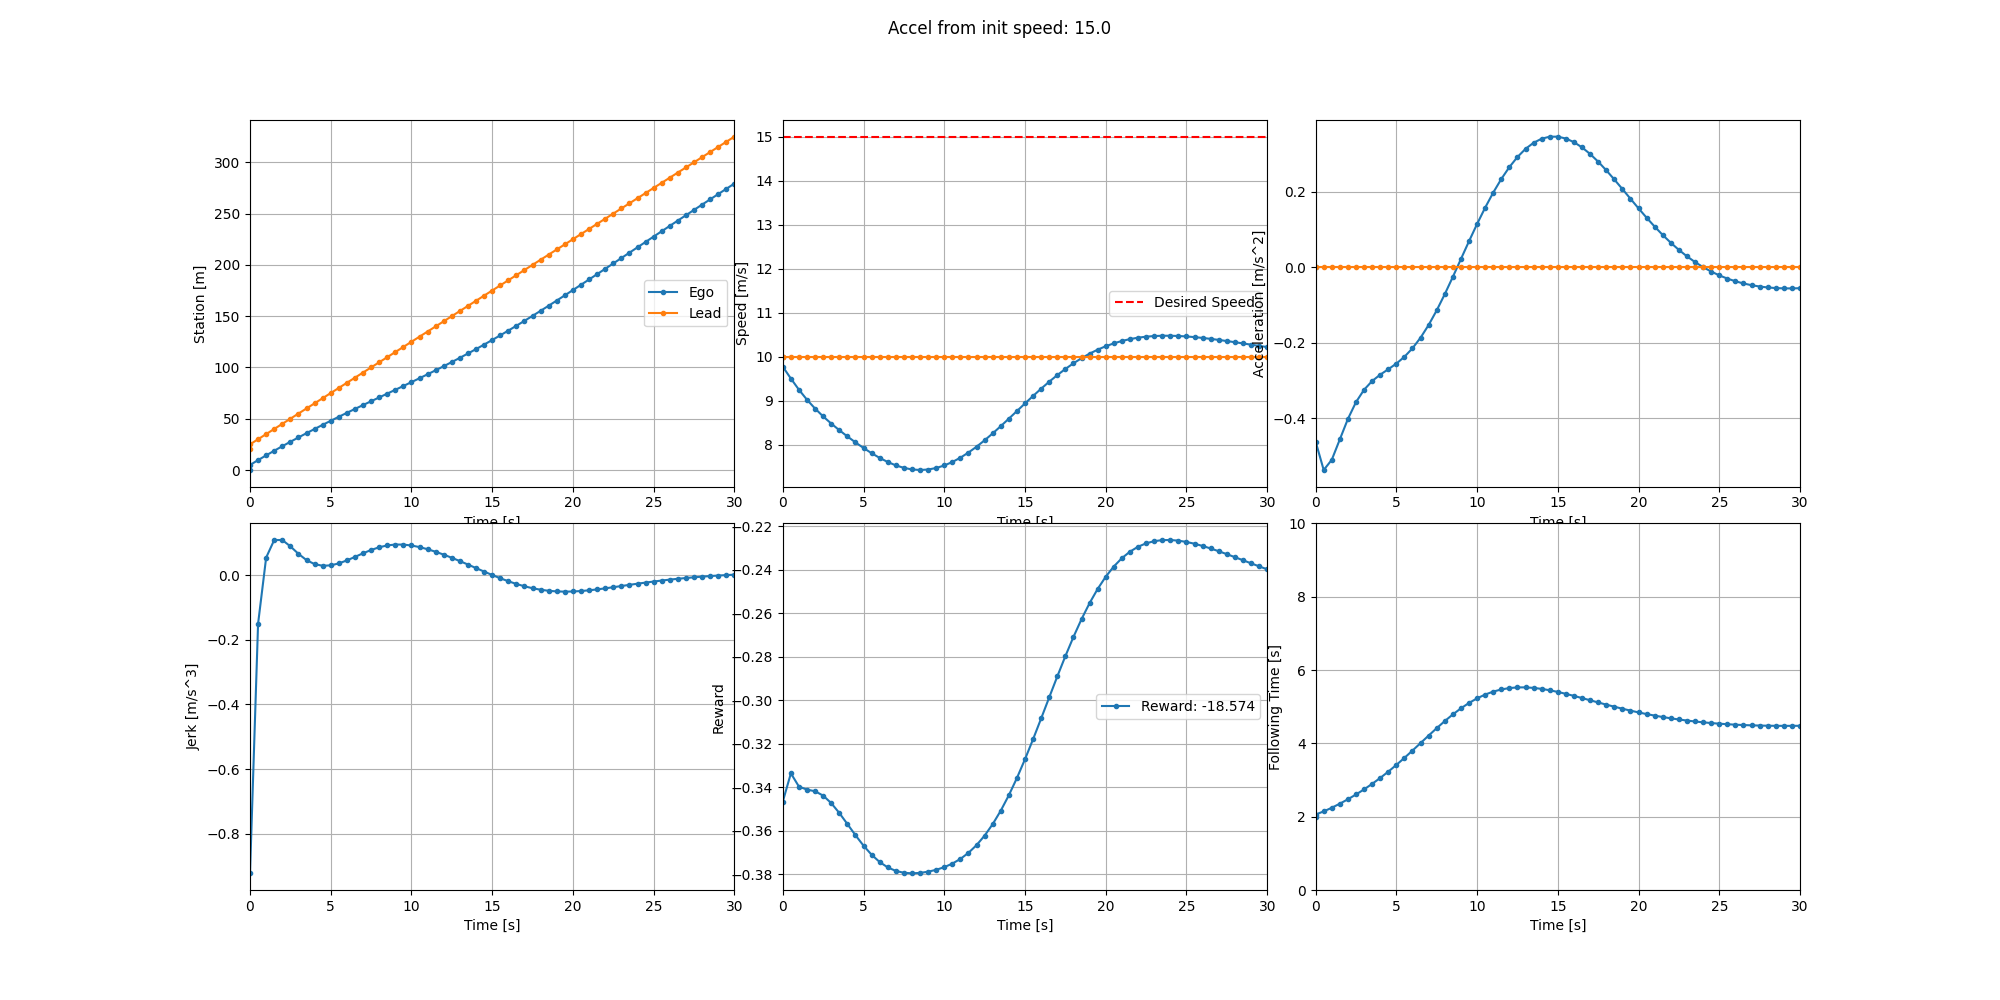 Accel from init speed: 15.0
Station [m]
300
250
200
150
100
50
0
0 5 10 15 20 25 30
Time [s]
Ego
Lead
Speed [m/s]
15
14
13
12
11
10
9
8
0 5 10 15 20 25 30
Time [s]
Desired Speed
Acceleration [m/s^2]
0.2
0.0
−0.2
−0.4
0 5 10 15 20 25 30
Time [s]
Jerk [m/s^3]
0.0
−0.2
−0.4
−0.6
−0.8
0 5 10 15 20 25 30
Time [s]
Reward
−0.22
−0.24
−0.26
−0.28
−0.30
−0.32
−0.34
−0.36
−0.38
0 5 10 15 20 25 30
Time [s]
Reward: -18.574
Following Time [s]
10
8
6
4
2
0
0 5 10 15 20 25 30
Time [s]